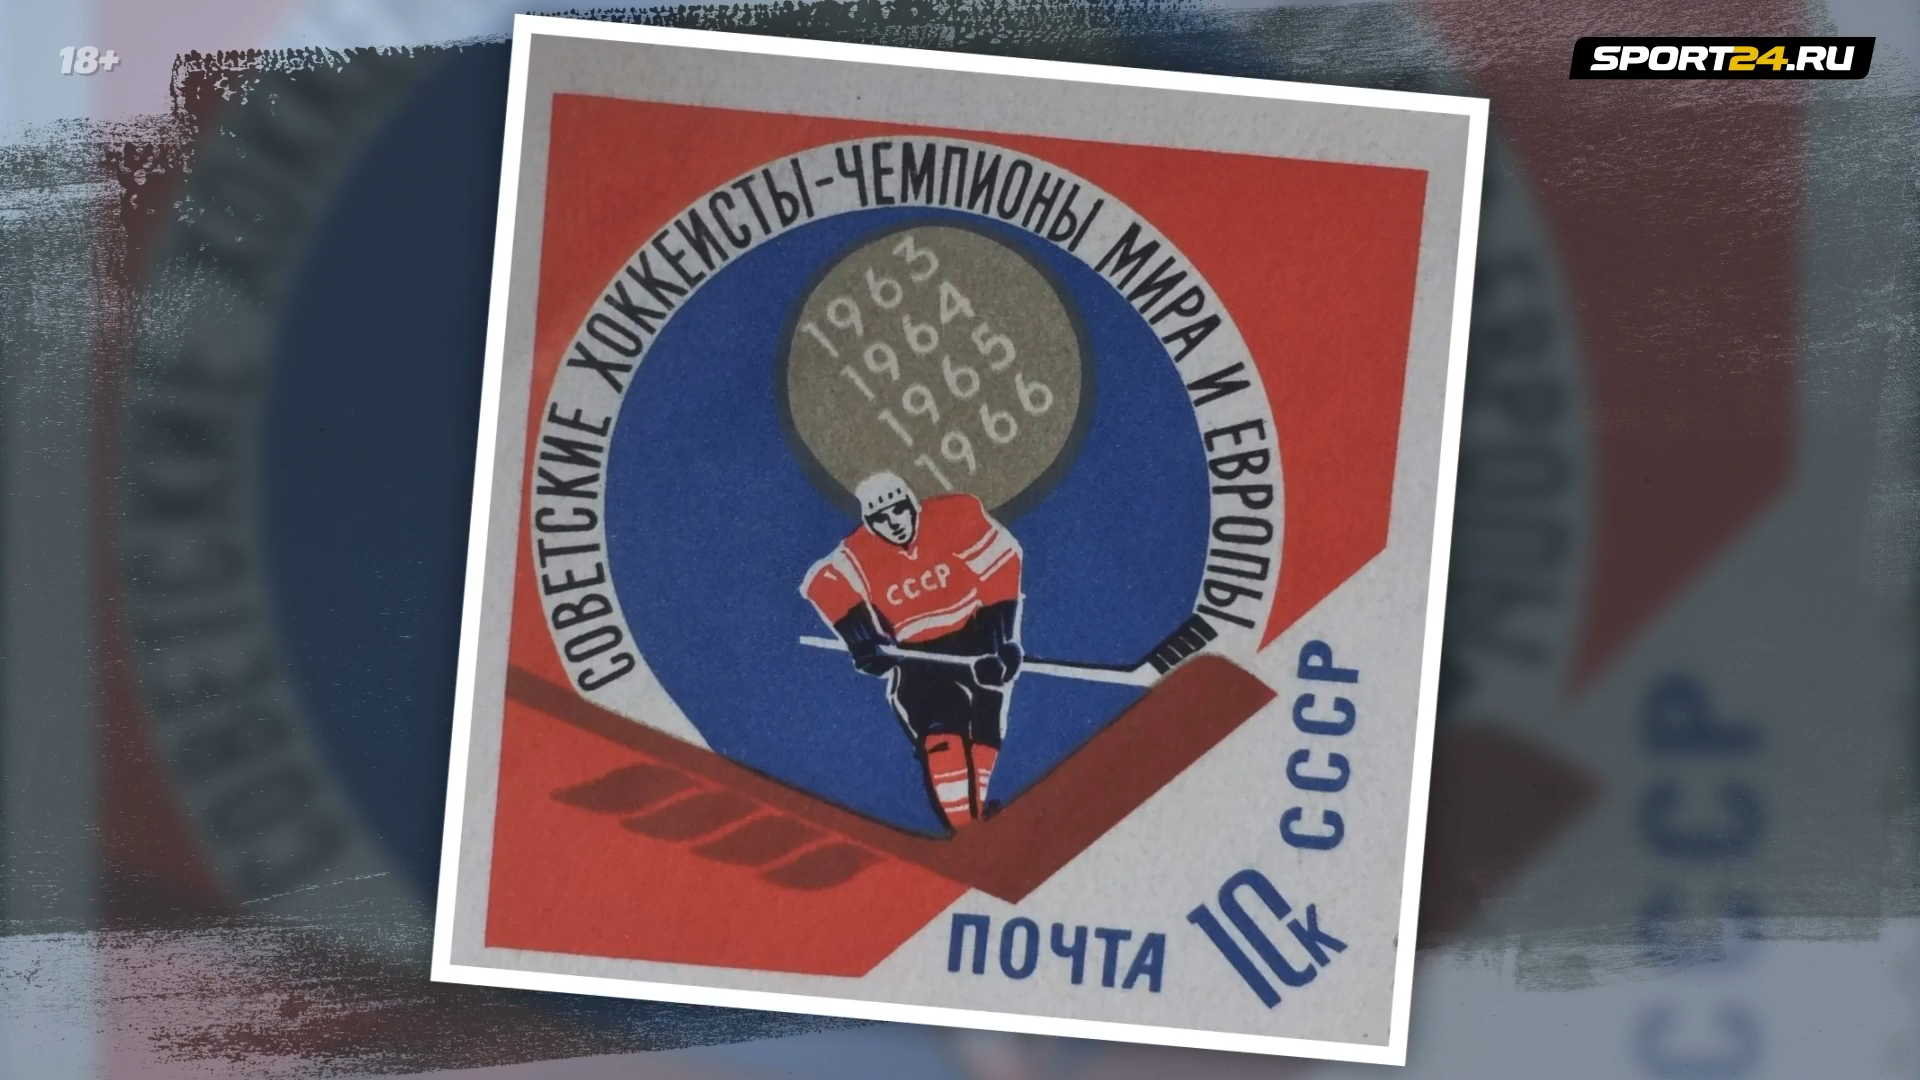 18+
SPORT24.RU
СОВЕТСКИЕ ХОККЕИСТЫ-ЧЕМПИОНЫ МИРА И ЕВРОПЫ
1963
1964
1965
1966
СССР
ПОЧТА
10к
СССР